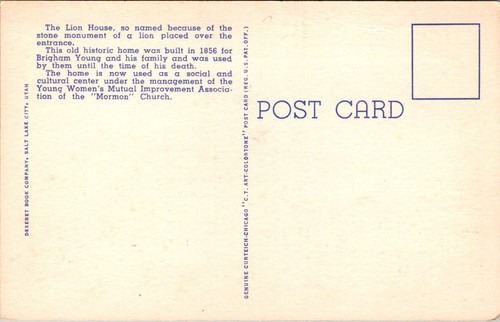 The Lion House, so named because of the
stone monument of a lion placed over the
entrance.
This old historic home was built in 1856 for
Brigham Young and his family and was used
by them until the time of his death.
The home is now used as a social and
cultural center under the management of the
Young Women's Mutual Improvement Associa-
tion of the "Mormon" Church.
DESERET BOOK COMPANY, SALT LAKE CITY, UTAH
GENUINE CURTEICH-CHICAGO "C.T. ART-COLORTONE" POST CARD (REG. U.S. PAT. OFF.)
POST CARD